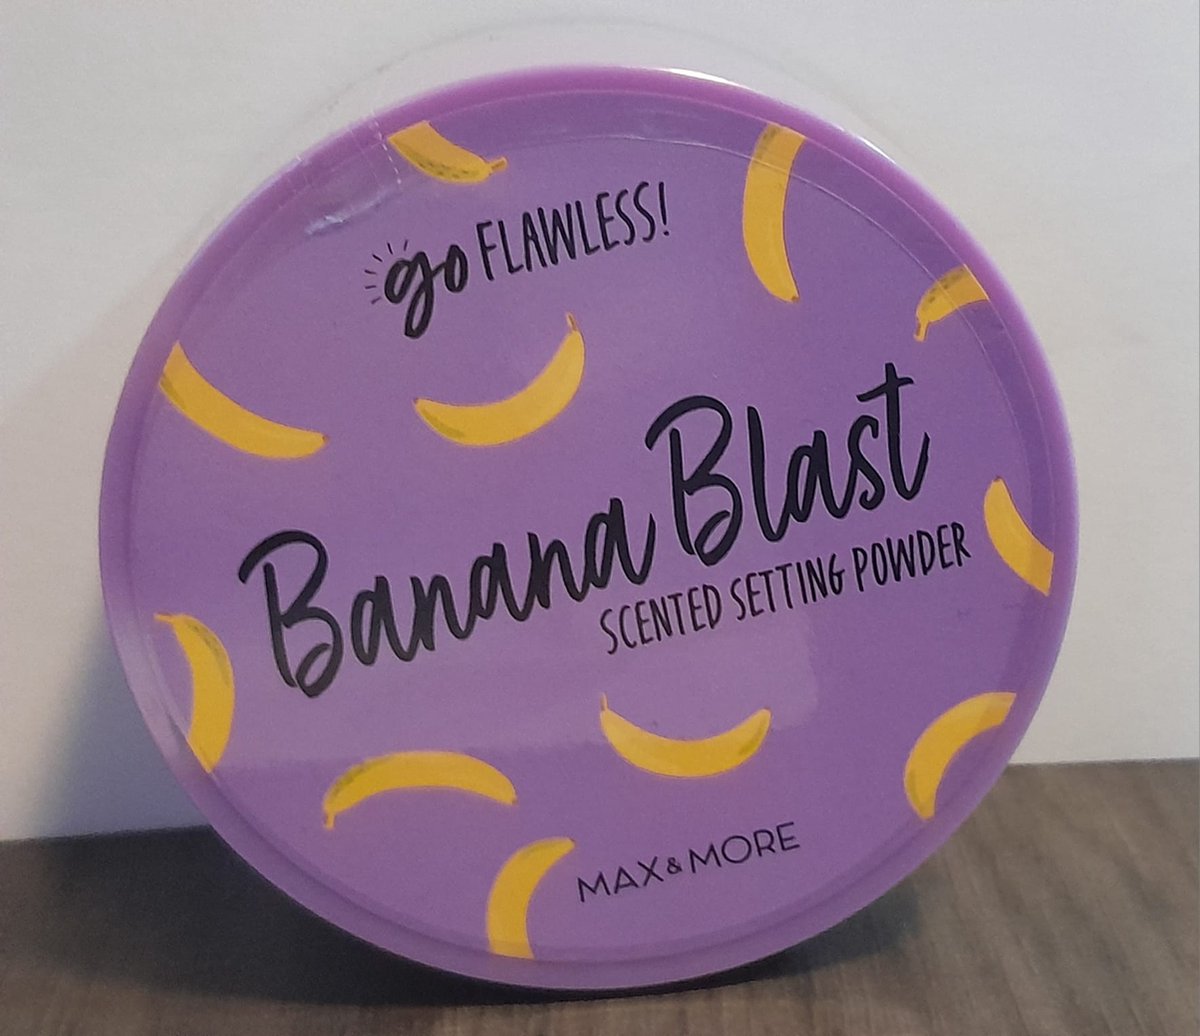 go FLAWLESS!
Banana Blast
SCENTED SETTING POWDER
MAX&MORE